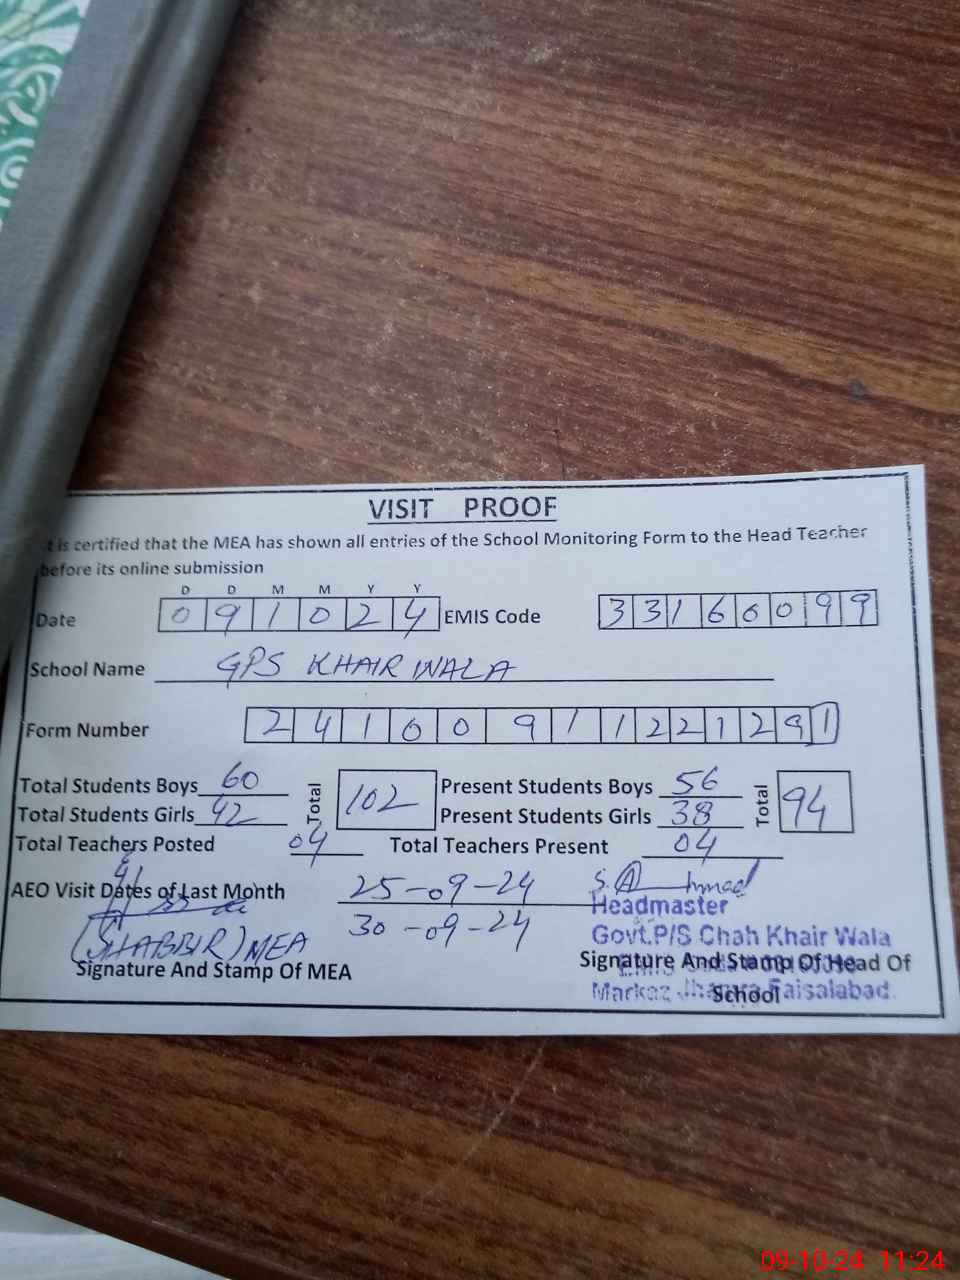 VISIT PROOF
It is certified that the MEA has shown all entries of the School Monitoring Form to the Head Teacher
before its online submission
D D M M Y Y
Date 0 9 1 0 2 4 EMIS Code 3 3 1 6 0 0 9 9
School Name GPS KHAIR WALA
Form Number 2 4 1 0 0 9 1 1 2 2 1 2 9 1
Total Students Boys 60 Total 102 Present Students Boys 56 Total 94
Total Students Girls 42 Present Students Girls 38
Total Teachers Posted 04 Total Teachers Present 04
AEO Visit Dates of Last Month 25-09-24
30-09-24
S. Ahmad
(SHABBIR) MEA
Headmaster
Govt.P/S Chah Khair Wala
Signature And Stamp Of MEA
Signature And Stamp Of Head Of
School
Markaz Faisalabad.
09-10-24 11:24